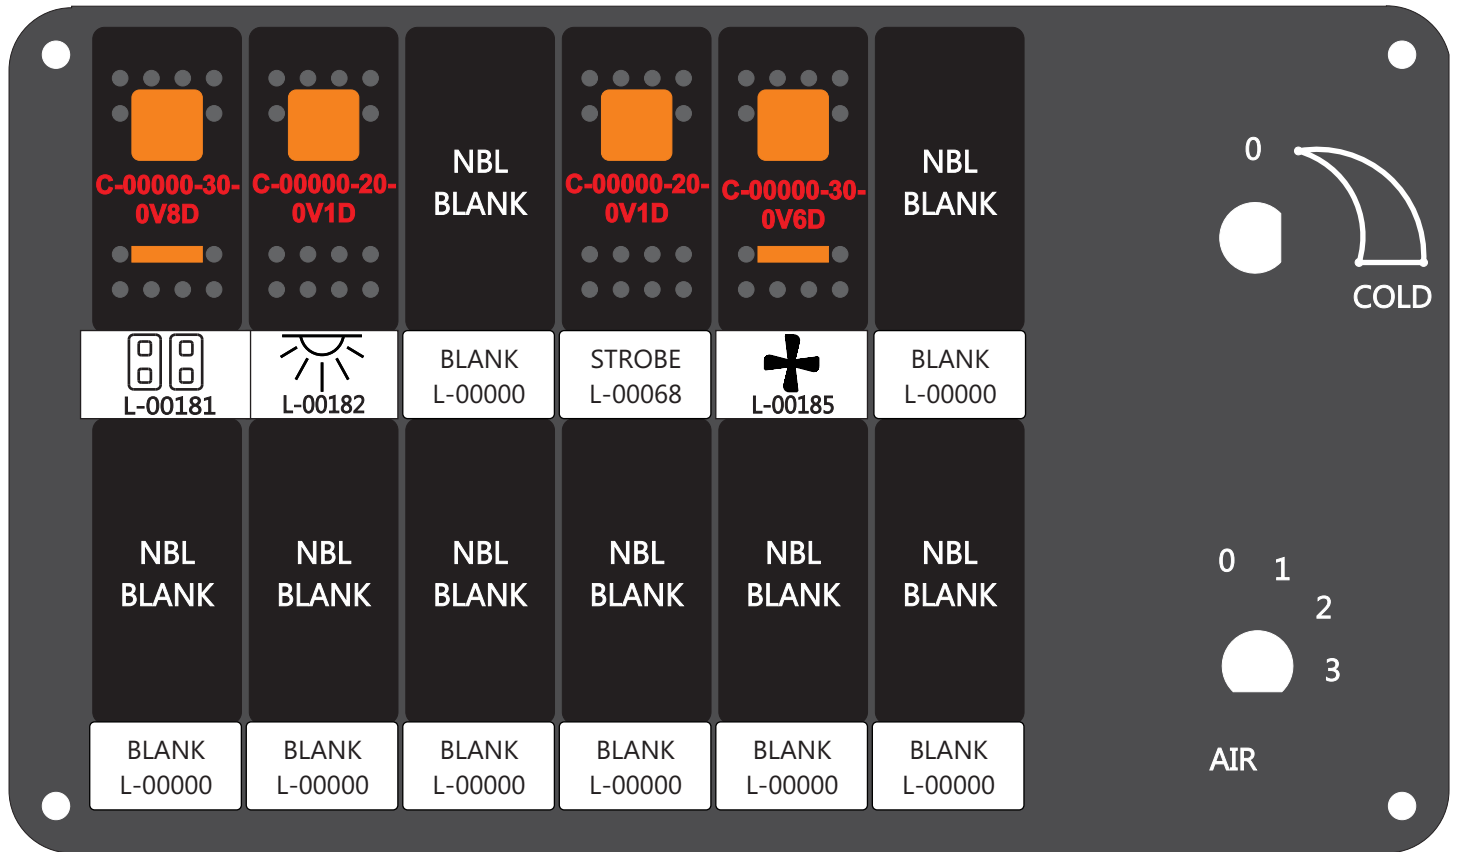 C-00000-30-
0V8D
C-00000-20-
0V1D
NBL
BLANK
C-00000-20-
0V1D
C-00000-30-
0V6D
NBL
BLANK
0
COLD
L-00181
L-00182
BLANK
L-00000
STROBE
L-00068
L-00185
BLANK
L-00000
NBL
BLANK
NBL
BLANK
NBL
BLANK
NBL
BLANK
NBL
BLANK
NBL
BLANK
0
1
2
3
AIR
BLANK
L-00000
BLANK
L-00000
BLANK
L-00000
BLANK
L-00000
BLANK
L-00000
BLANK
L-00000